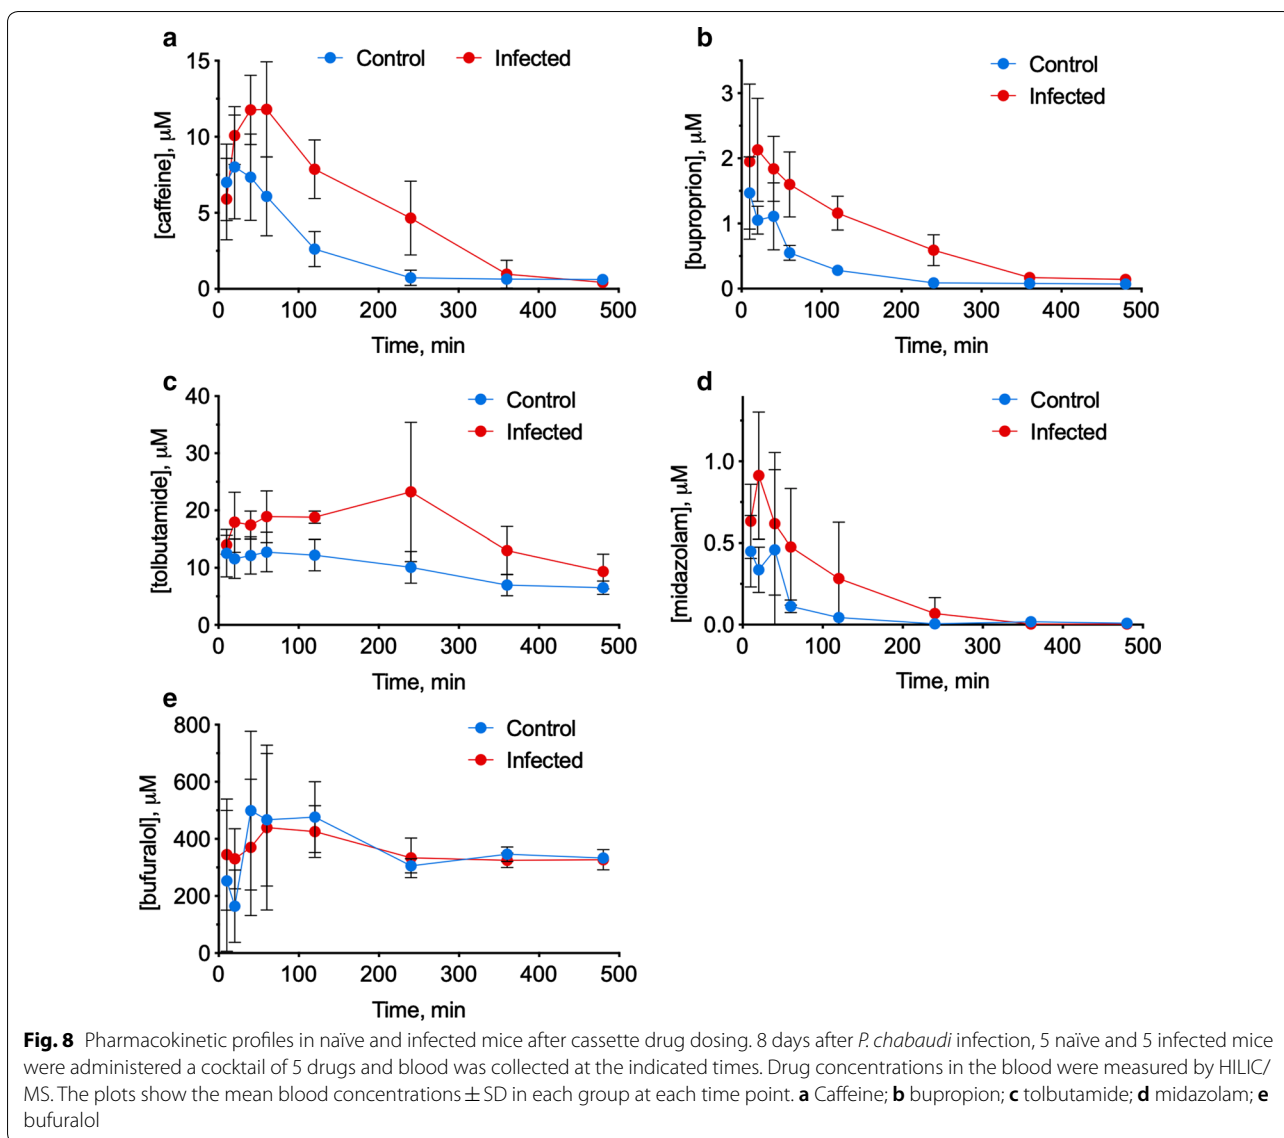 a
Control Infected
15
10
5
0
[caffeine], μM
0 100 200 300 400 500
Time, min
b
Control
Infected
3
2
1
0
[buproprion], μM
0 100 200 300 400 500
Time, min
c
Control
Infected
40
30
20
10
0
[tolbutamide], μM
0 100 200 300 400 500
Time, min
d
Control
Infected
1.0
0.5
0.0
[midazolam], μM
0 100 200 300 400 500
Time, min
e
Control
Infected
800
600
400
200
0
[bufuralol], μM
0 100 200 300 400 500
Time, min
Fig. 8 Pharmacokinetic profiles in naïve and infected mice after cassette drug dosing. 8 days after P. chabaudi infection, 5 naïve and 5 infected mice
were administered a cocktail of 5 drugs and blood was collected at the indicated times. Drug concentrations in the blood were measured by HILIC/
MS. The plots show the mean blood concentrations ± SD in each group at each time point. a Caffeine; b bupropion; c tolbutamide; d midazolam; e
bufuralol